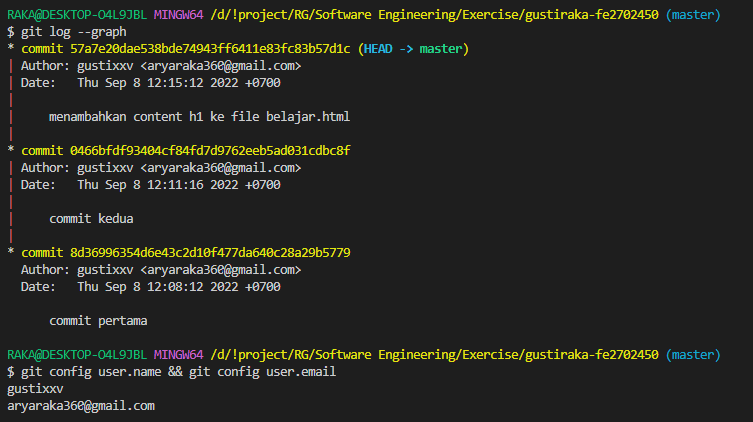 RAKA@DESKTOP-O4L9JBL MINGW64 /d/!project/RG/Software Engineering/Exercise/gustiraka-fe2702450 (master)
$ git log --graph
* commit 57a7e20dae538bde74943ff6411e83fc83b57d1c (HEAD -> master)
| Author: gustixxv <aryaraka360@gmail.com>
| Date:   Thu Sep 8 12:15:12 2022 +0700
|
|     menambahkan content h1 ke file belajar.html
|
* commit 0466bfdf93404cf84fd7d9762eeb5ad031cdbc8f
| Author: gustixxv <aryaraka360@gmail.com>
| Date:   Thu Sep 8 12:11:16 2022 +0700
|
|     commit kedua
|
* commit 8d36996354d6e43c2d10f477da640c28a29b5779
  Author: gustixxv <aryaraka360@gmail.com>
  Date:   Thu Sep 8 12:08:12 2022 +0700

      commit pertama

RAKA@DESKTOP-O4L9JBL MINGW64 /d/!project/RG/Software Engineering/Exercise/gustiraka-fe2702450 (master)
$ git config user.name && git config user.email
gustixxv
aryaraka360@gmail.com